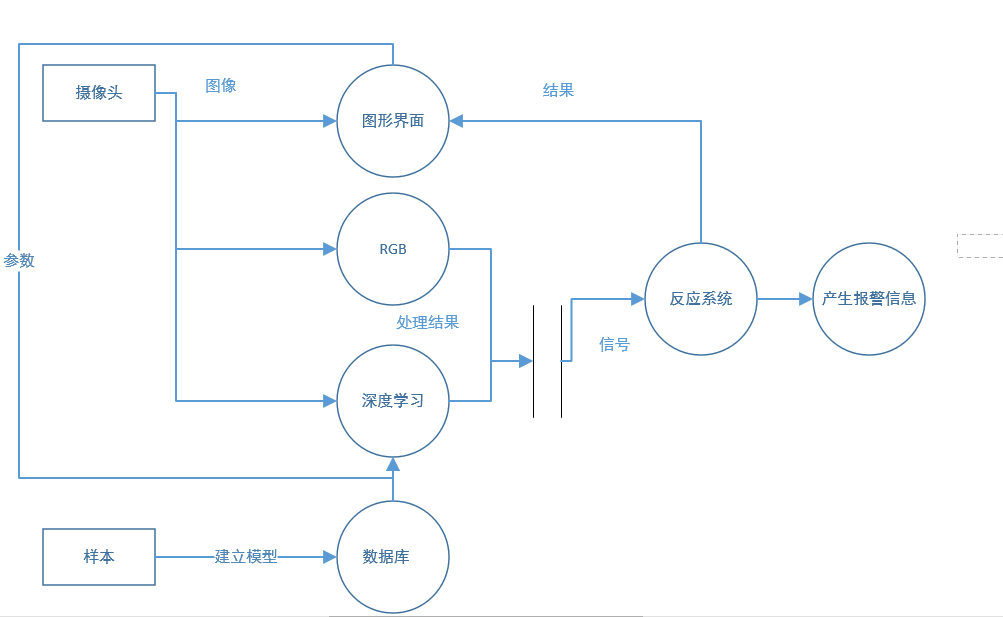 摄像头
图像
图形界面
结果
RGB
参数
处理结果
反应系统
产生报警信息
信号
深度学习
样本
建立模型
数据库